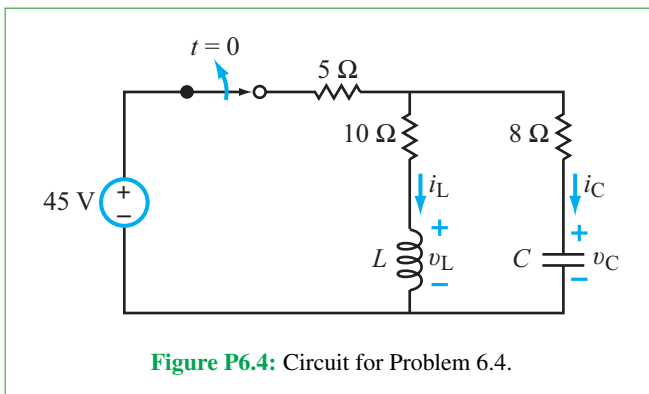 t = 0
5 Ω
10 Ω
8 Ω
iL
iC
45 V
+
−
+
−
L
vL
+
−
C
vC
Figure P6.4: Circuit for Problem 6.4.